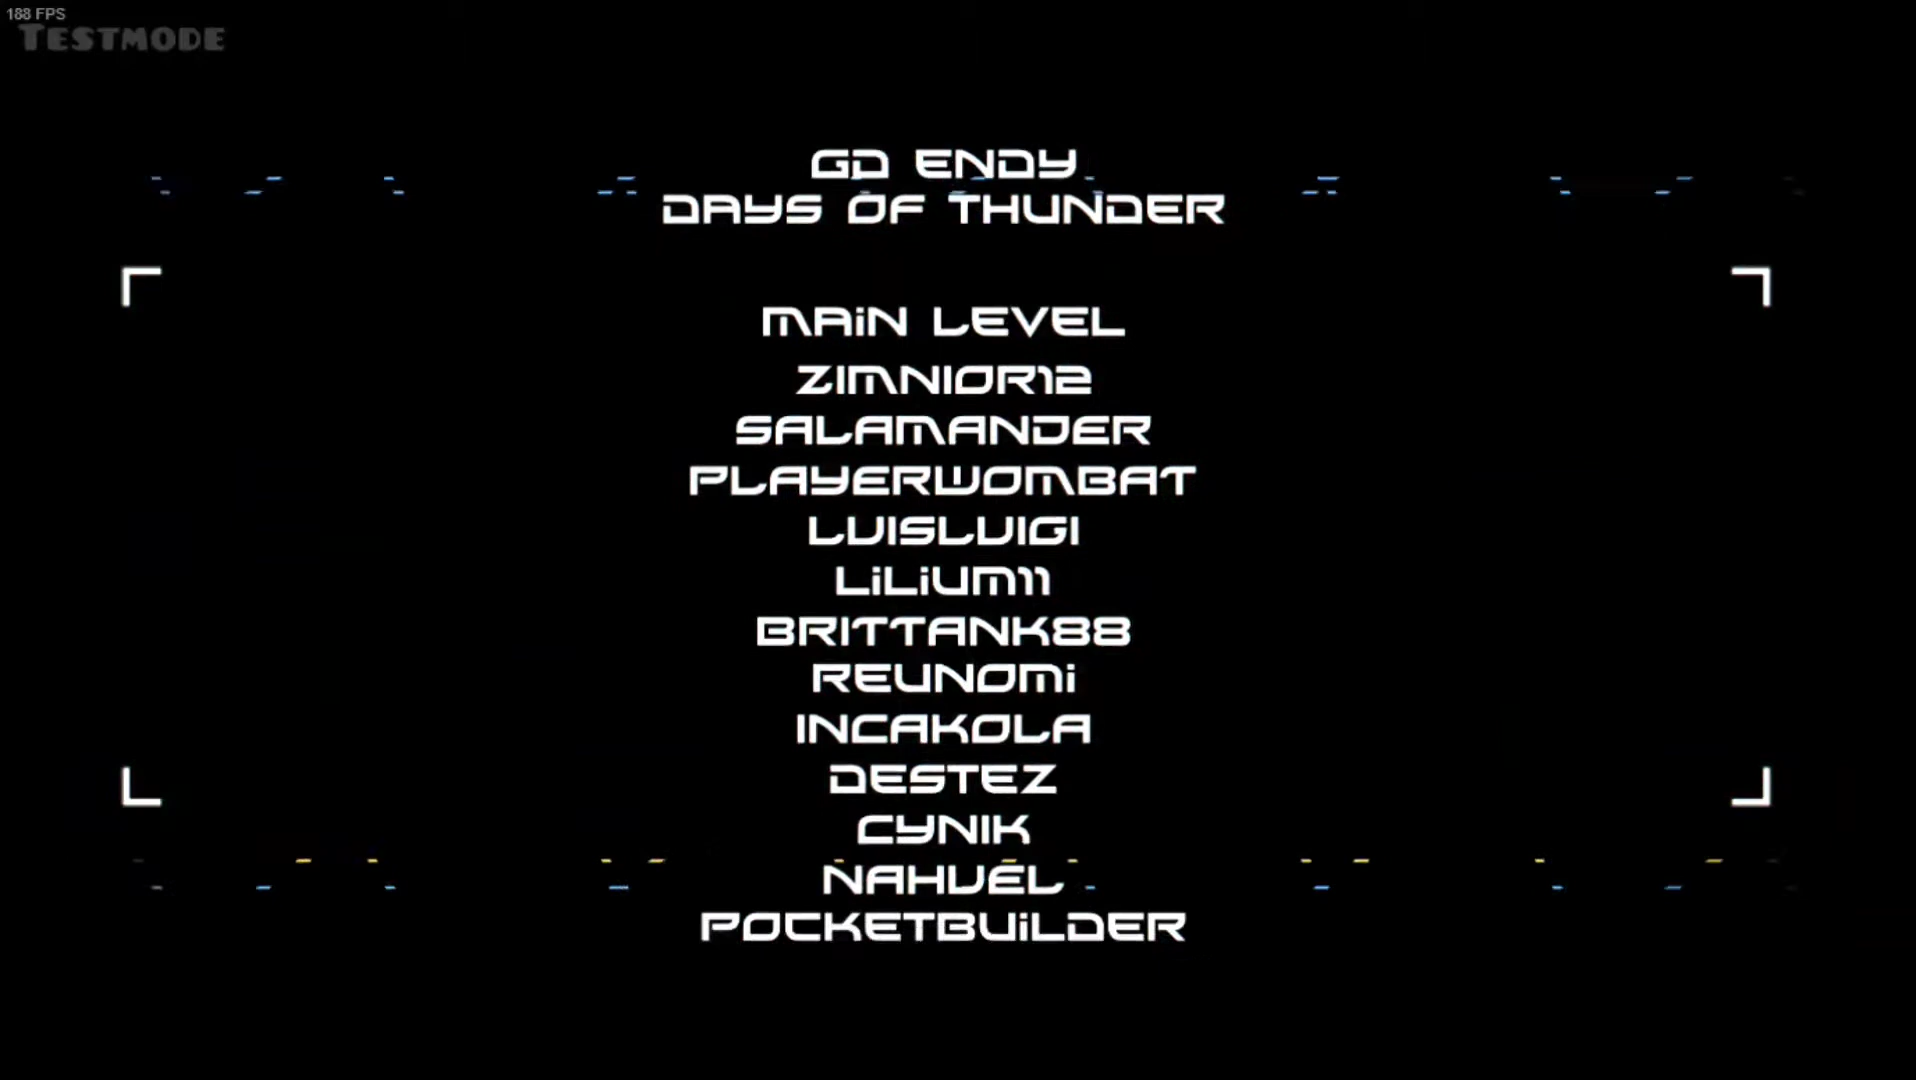 188 FPS
TESTMODE
GD ENDY
DAYS OF THUNDER
MAiN LEVEL
ZIMNIOR12
SALAMANDER
PLAYERWOMBAT
LUISLUIGI
LiLiUM11
BRITTANK88
REUNOMi
INCAKOLA
DESTEZ
CYNIK
NAHUEL
POCKETBUiLDER